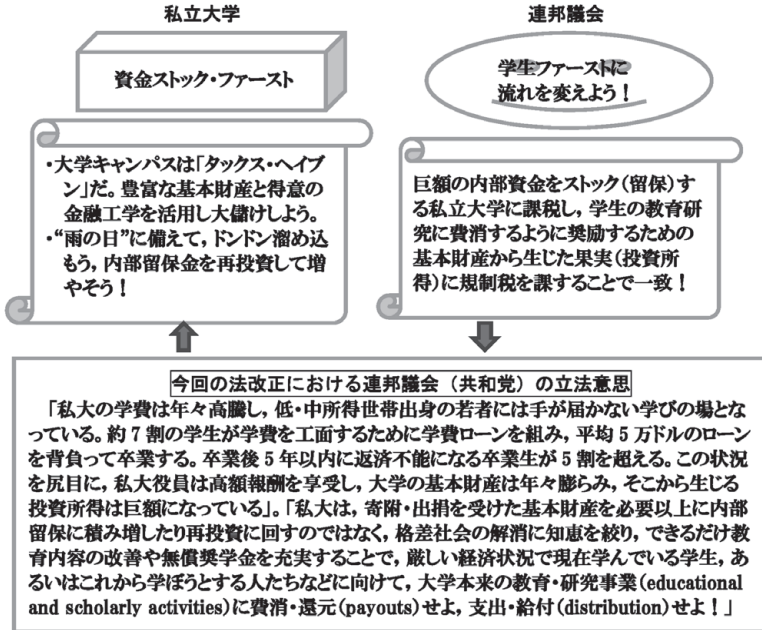 私立大学
資金ストック・ファースト
・大学キャンパスは「タックス・ヘイブ
ン」だ。豊富な基本財産と得意の
金融工学を活用し大儲けしよう。
・“雨の日”に備えて，ドンドン溜め込
もう，内部留保金を再投資して増
やそう！
連邦議会
学生ファーストに
流れを変えよう！
巨額の内部資金をストック（留保）す
る私立大学に課税し，学生の教育研
究に費消するように奨励するための
基本財産から生じた果実（投資所
得）に規制税を課することで一致！
今回の法改正における連邦議会（共和党）の立法意思
「私大の学費は年々高騰し，低・中所得世帯出身の若者には手が届かない学びの場とな
っている。約７割の学生が学費を工面するために学費ローンを組み，平均５万ドルのローン
を背負って卒業する。卒業後５年以内に返済不能になる卒業生が５割を超える。この状況
を尻目に，私大役員は高額報酬を享受し，大学の基本財産は年々膨らみ，そこから生じる
投資所得は巨額になっている」。「私大は，寄附・出捐を受けた基本財産を必要以上に内部
留保に積み増したり再投資に回すのではなく，格差社会の解消に知恵を絞り，できるだけ教
育内容の改善や無償奨学金を充実することで，厳しい経済状況で現在学んでいる学生，あ
るいはこれから学ぼうとする人たちなどに向けて，大学本来の教育・研究事業（educational
and scholarly activities）に費消・還元（payouts）せよ，支出・給付（distribution）せよ！」